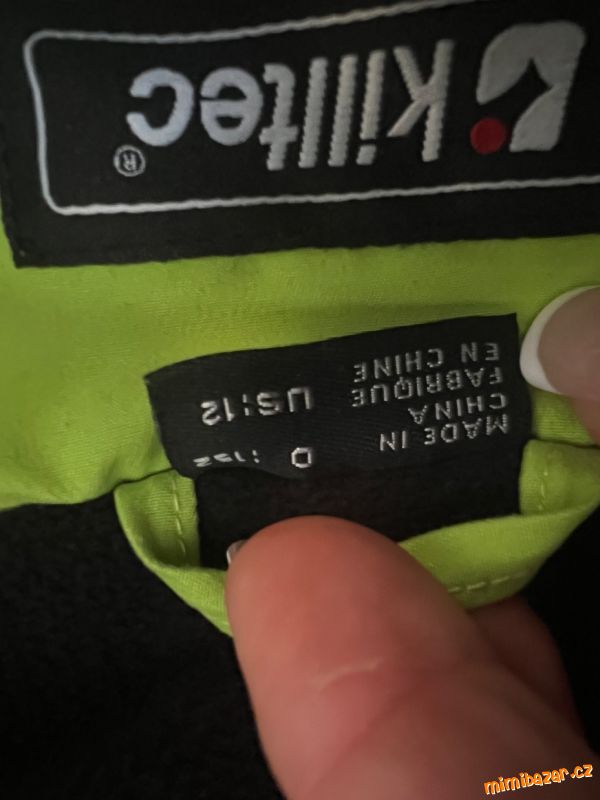 killtec
®
MADE IN
CHINA
FABRIQUE
EN CHINE
D :152
US:12
mimibazar.cz